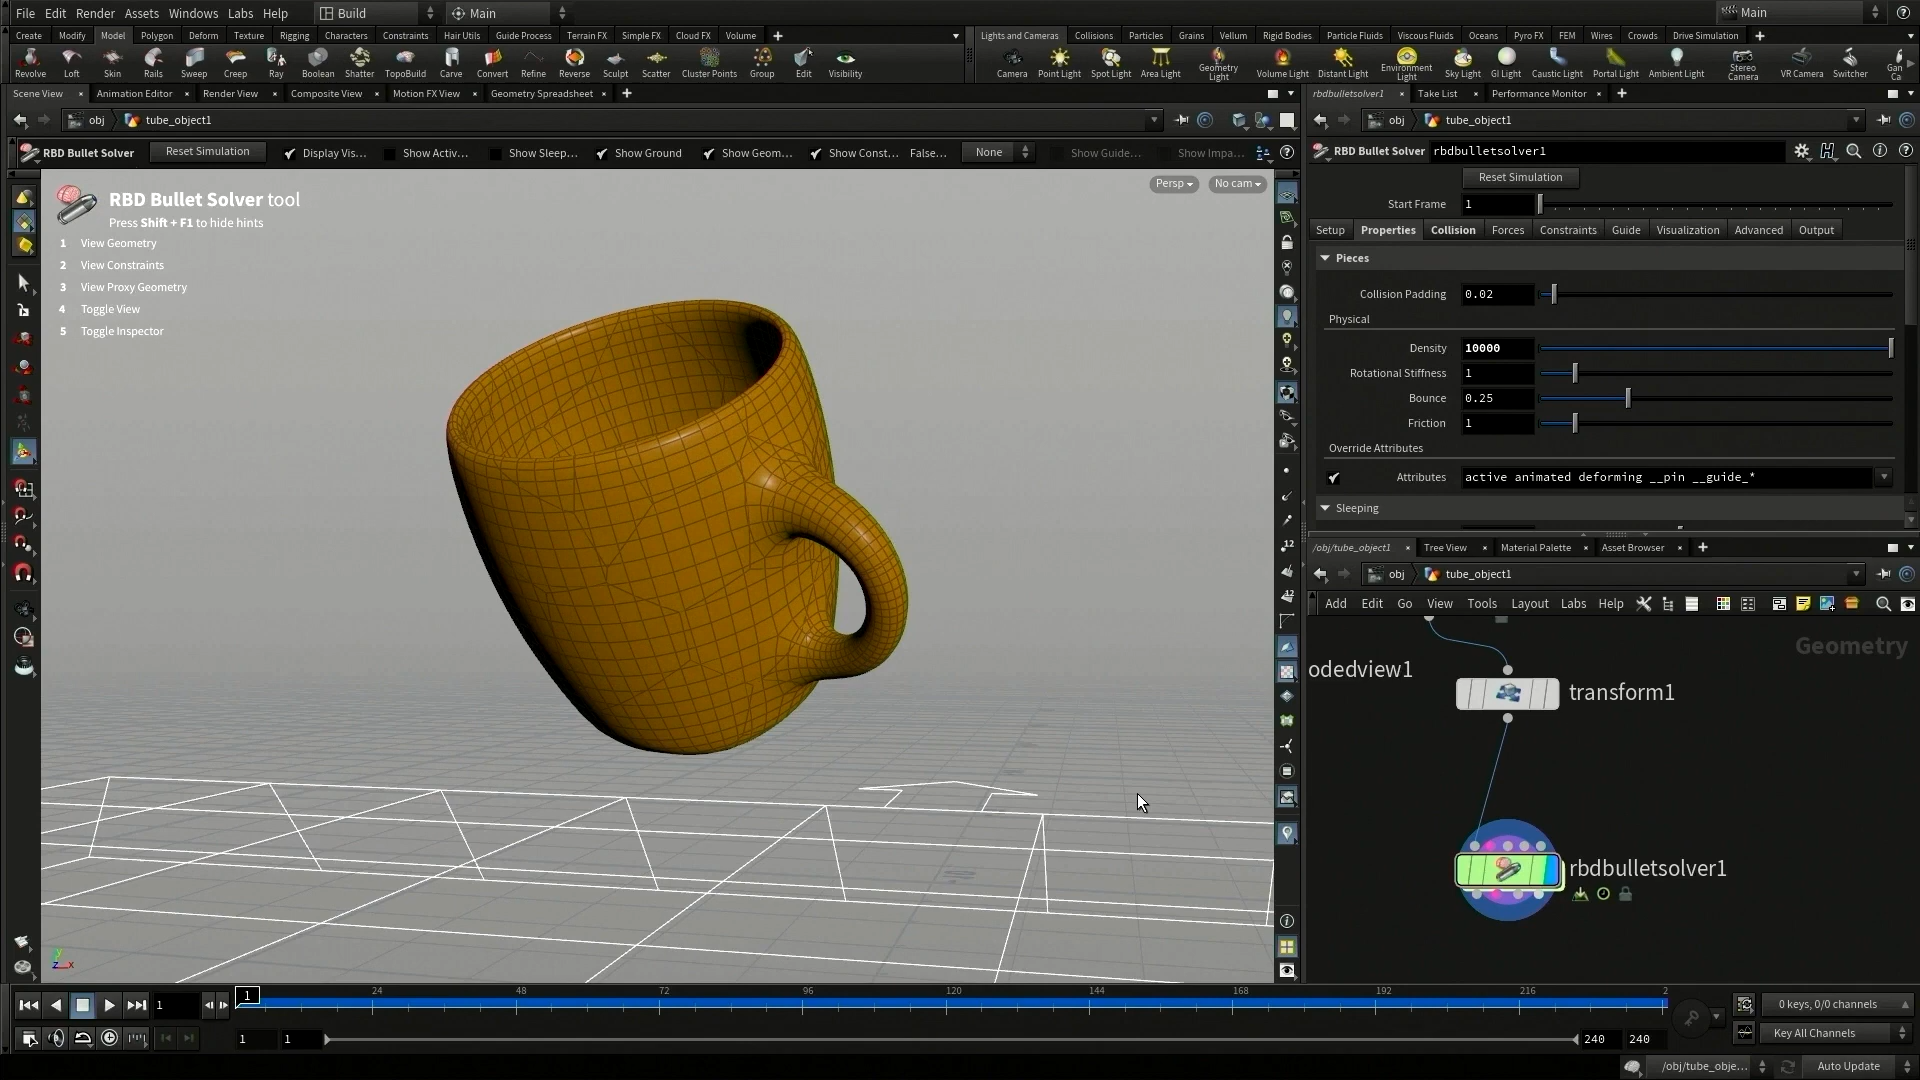 File Edit Render Assets Windows Labs Help Build Main Main
Create Modify Model Polygon Deform Texture Rigging Characters Constraints Hair Utils Guide Process Terrain FX Simple FX Cloud FX Volume Lights and Cameras Collisions Particles Grains Vellum Rigid Bodies Particle Fluids Viscous Fluids Oceans Pyro FX FEM Wires Crowds Drive Simulation
Revolve Loft Skin Rails Sweep Creep Ray Boolean Shatter TopoBuild Carve Convert Refine Reverse Sculpt Scatter Cluster Points Group Edit Visibility Camera Point Light Spot Light Area Light Geometry Light Volume Light Distant Light Environment Light Sky Light GI Light Caustic Light Portal Light Ambient Light Stereo Camera VR Camera Switcher Gan Ca
Scene View Animation Editor Render View Composite View Motion FX View Geometry Spreadsheet rbdbulletsolver1 Take List Performance Monitor
obj tube_object1 obj tube_object1
RBD Bullet Solver Reset Simulation Display Vis... Show Activ... Show Sleep... Show Ground Show Geom... Show Const... False... None Show Guide... Show Impa... RBD Bullet Solver rbdbulletsolver1
Reset Simulation
Persp No cam
RBD Bullet Solver tool
Start Frame 1
Press Shift + F1 to hide hints
Setup Properties Collision Forces Constraints Guide Visualization Advanced Output
1 View Geometry
Pieces
2 View Constraints
3 View Proxy Geometry
Collision Padding 0.02
4 Toggle View
Physical
5 Toggle Inspector
Density 10000
Rotational Stiffness 1
Bounce 0.25
Friction 1
Override Attributes
Attributes active animated deforming __pin __guide_*
Sleeping
/obj/tube_object1 Tree View Material Palette Asset Browser
obj tube_object1
Add Edit Go View Tools Layout Labs Help
Geometry
odedview1
transform1
rbdbulletsolver1
12
12
1 1 24 48 72 96 120 144 168 192 216 2
0 keys, 0/0 channels
1 1 240 240 Key All Channels
/obj/tube_obje... Auto Update